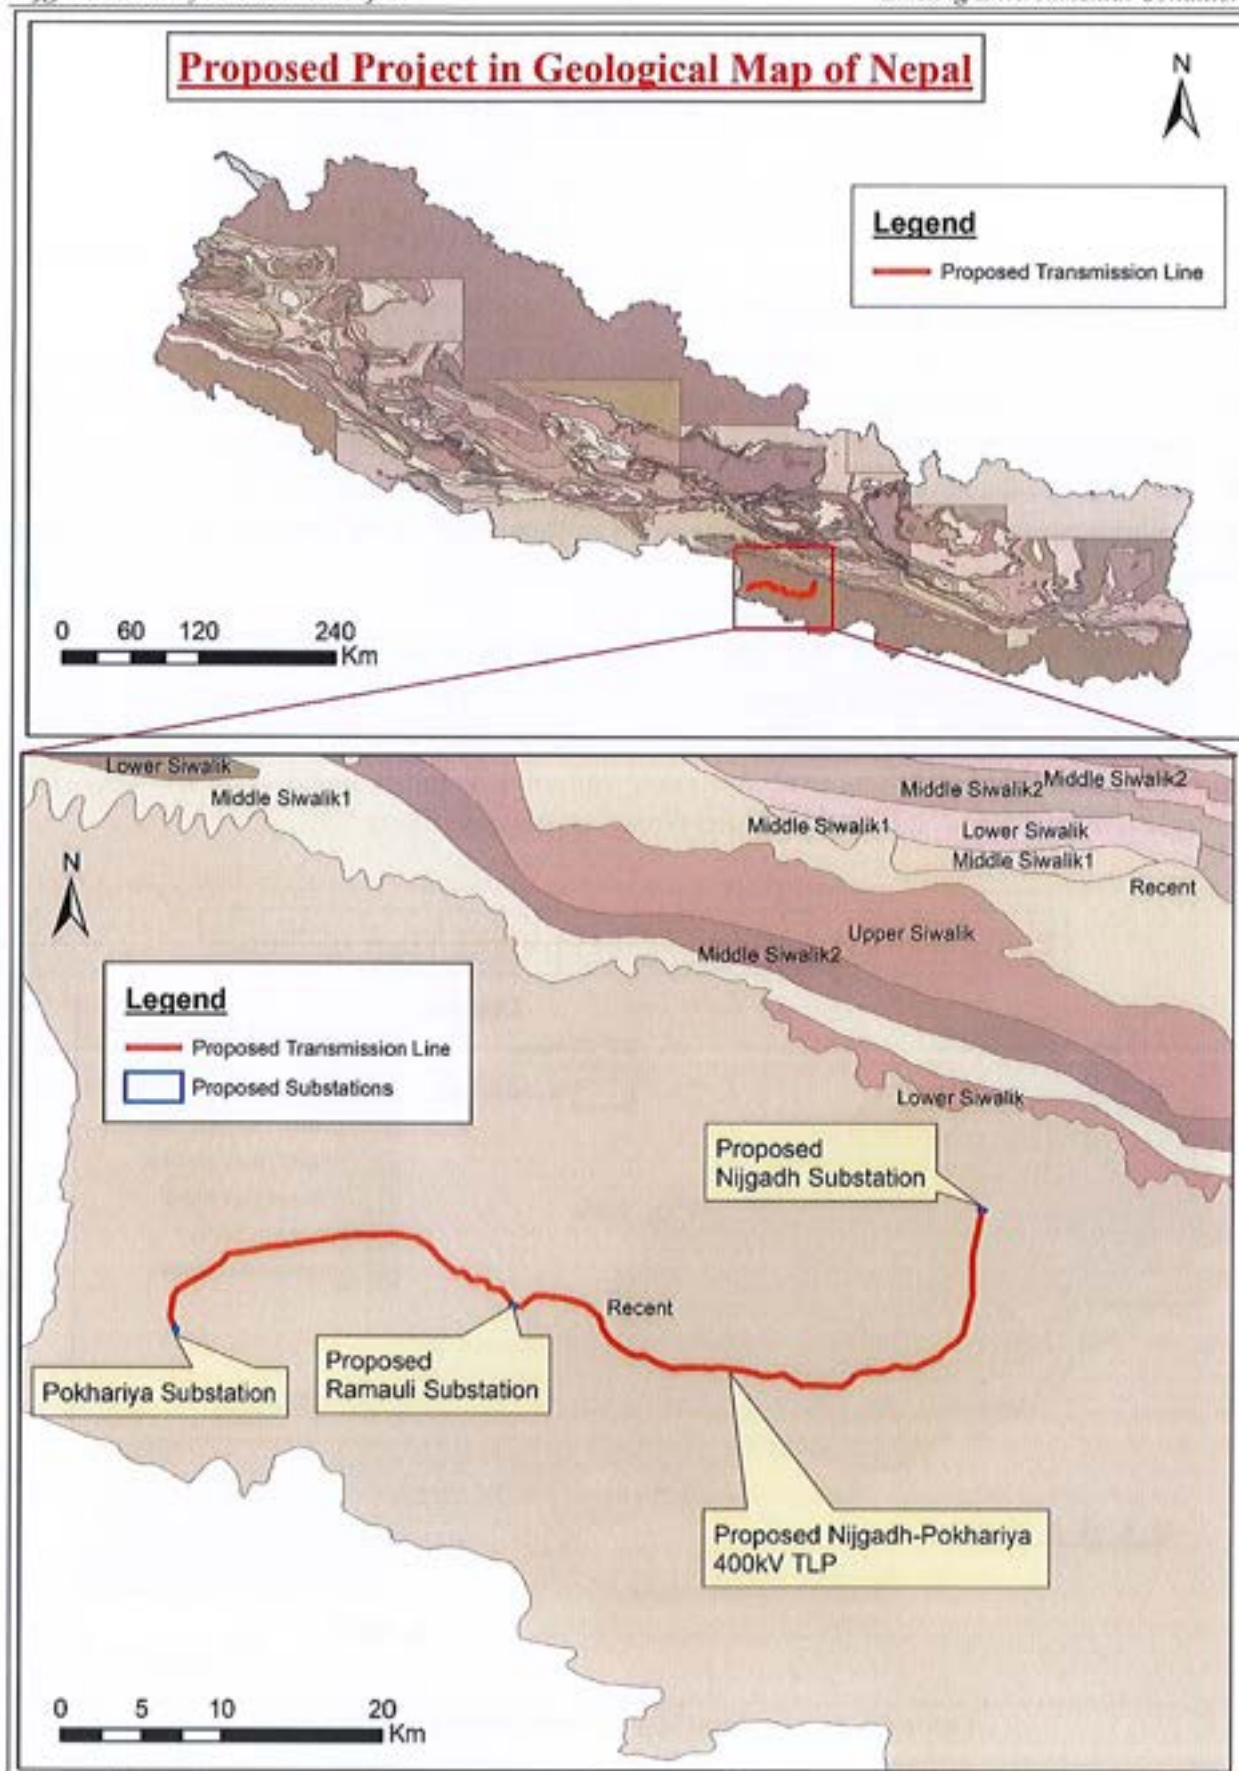 Proposed Project in Geological Map of Nepal
N
Legend
Proposed Transmission Line
0 60 120 240
Km
Lower Siwalik
Middle Siwalik1
Middle Siwalik2
Middle Siwalik2
Middle Siwalik1
Lower Siwalik
Middle Siwalik1
Recent
N
Upper Siwalik
Middle Siwalik2
Legend
Proposed Transmission Line
Proposed Substations
Lower Siwalik
Proposed
Nijgadh Substation
Recent
Proposed
Ramauli Substation
Pokhariya Substation
Proposed Nijgadh-Pokhariya
400kV TLP
0 5 10 20
Km